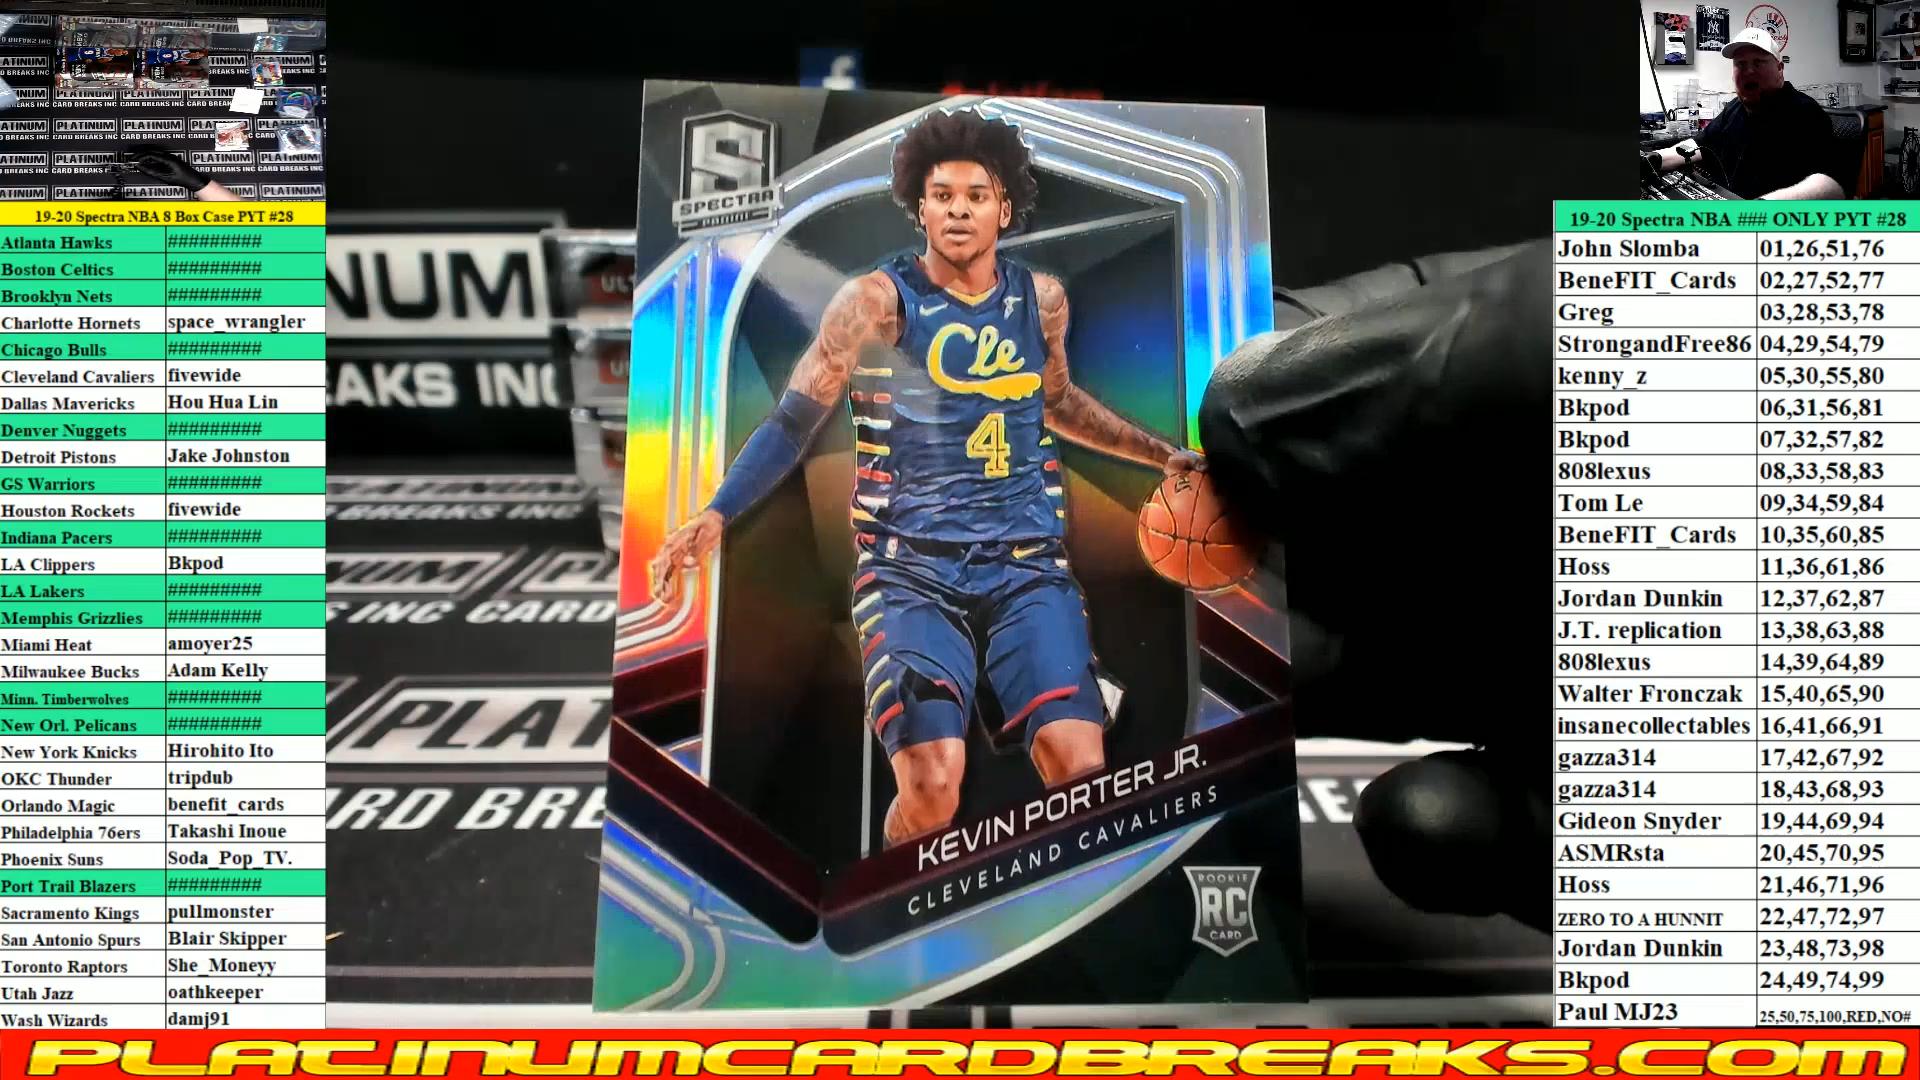 19-20 Spectra NBA 8 Box Case PYT #28
Atlanta Hawks #########
Boston Celtics #########
Brooklyn Nets #########
Charlotte Hornets space_wrangler
Chicago Bulls #########
Cleveland Cavaliers fivewide
Dallas Mavericks Hou Hua Lin
Denver Nuggets #########
Detroit Pistons Jake Johnston
GS Warriors #########
Houston Rockets fivewide
Indiana Pacers #########
LA Clippers Bkpod
LA Lakers #########
Memphis Grizzlies #########
Miami Heat amoyer25
Milwaukee Bucks Adam Kelly
Minn. Timberwolves #########
New Orl. Pelicans #########
New York Knicks Hirohito Ito
OKC Thunder tripdub
Orlando Magic benefit_cards
Philadelphia 76ers Takashi Inoue
Phoenix Suns Soda_Pop_TV.
Port Trail Blazers #########
Sacramento Kings pullmonster
San Antonio Spurs Blair Skipper
Toronto Raptors She_Moneyy
Utah Jazz oathkeeper
Wash Wizards damj91
S
SPECTRA
PANINI
Cle
4
KEVIN PORTER JR.
CLEVELAND CAVALIERS
ROOKIE
RC
CARD
19-20 Spectra NBA ### ONLY PYT #28
John Slomba 01,26,51,76
BeneFIT_Cards 02,27,52,77
Greg 03,28,53,78
StrongandFree86 04,29,54,79
kenny_z 05,30,55,80
Bkpod 06,31,56,81
Bkpod 07,32,57,82
808lexus 08,33,58,83
Tom Le 09,34,59,84
BeneFIT_Cards 10,35,60,85
Hoss 11,36,61,86
Jordan Dunkin 12,37,62,87
J.T. replication 13,38,63,88
808lexus 14,39,64,89
Walter Fronczak 15,40,65,90
insanecollectables 16,41,66,91
gazza314 17,42,67,92
gazza314 18,43,68,93
Gideon Snyder 19,44,69,94
ASMRsta 20,45,70,95
Hoss 21,46,71,96
ZERO TO A HUNNIT 22,47,72,97
Jordan Dunkin 23,48,73,98
Bkpod 24,49,74,99
Paul MJ23 25,50,75,100,RED,NO#
PLATINUMCARDBREAKS.COM